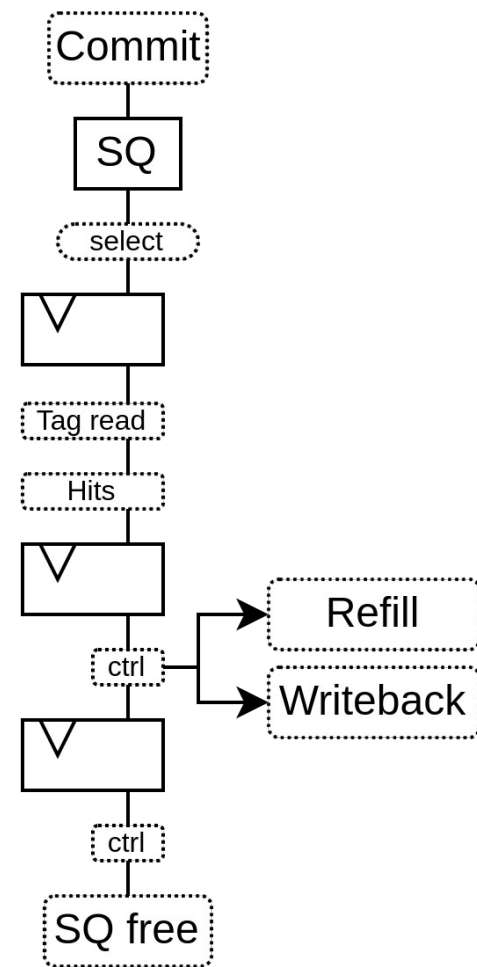 Commit
SQ
select
Tag read
Hits
Refill
ctrl
Writeback
ctrl
SQ free